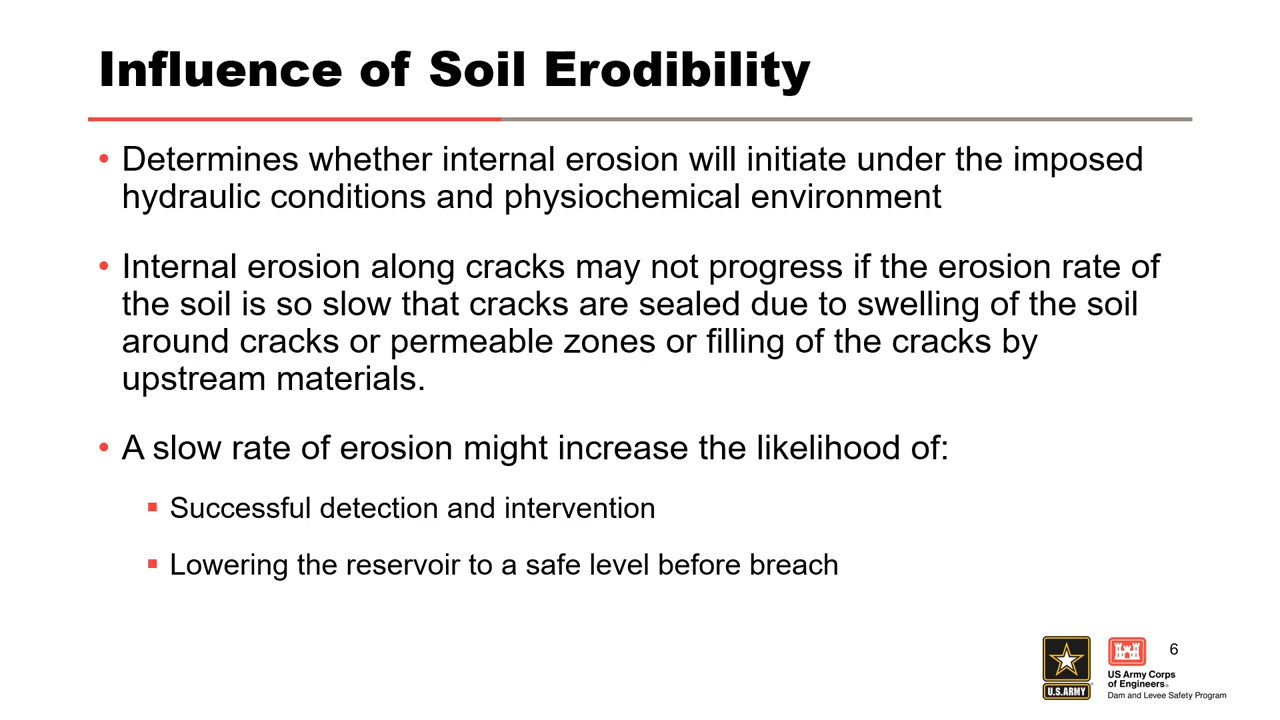 Influence of Soil Erodibility
• Determines whether internal erosion will initiate under the imposed
hydraulic conditions and physiochemical environment
• Internal erosion along cracks may not progress if the erosion rate of
the soil is so slow that cracks are sealed due to swelling of the soil
around cracks or permeable zones or filling of the cracks by
upstream materials.
• A slow rate of erosion might increase the likelihood of:
▪ Successful detection and intervention
▪ Lowering the reservoir to a safe level before breach
6
U.S. ARMY
US Army Corps
of Engineers®
Dam and Levee Safety Program